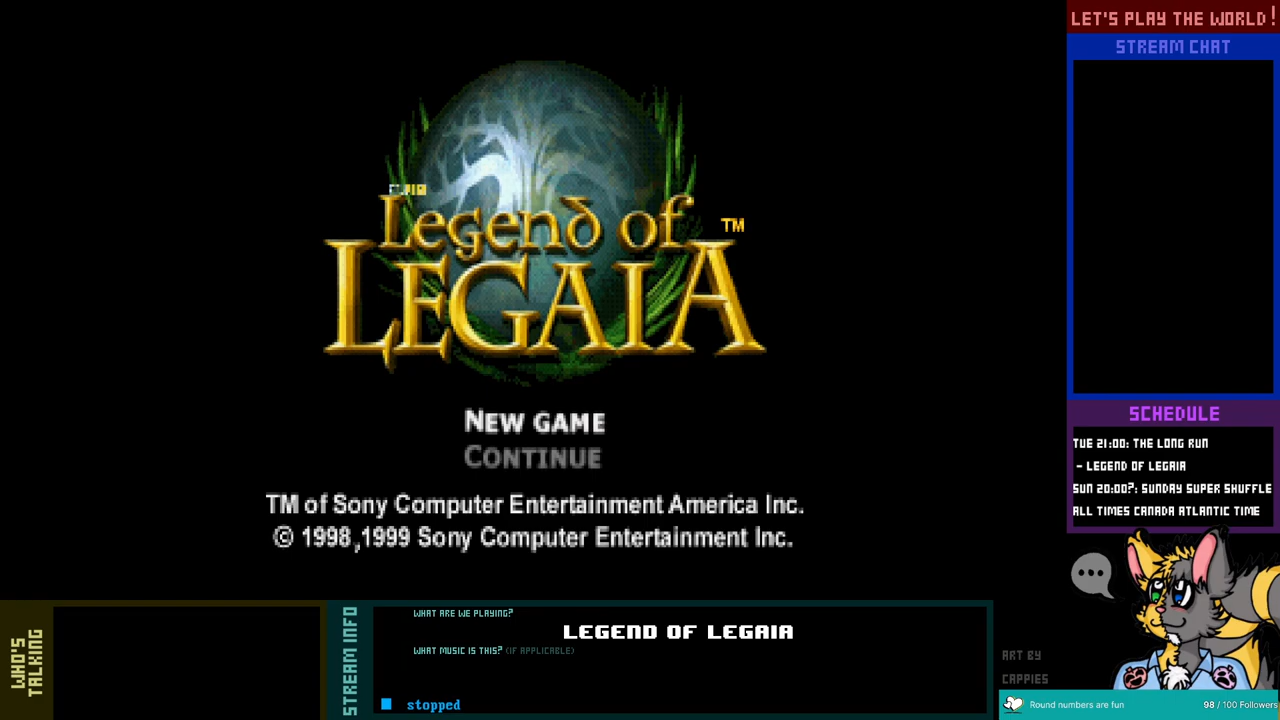 LET'S PLAY THE WORLD!
STREAM CHAT
Legend of
LEGAIA
TM
NEW GAME
CONTINUE
TM of Sony Computer Entertainment America Inc.
© 1998,1999 Sony Computer Entertainment Inc.
SCHEDULE
TUE 21:00: THE LONG RUN
- LEGEND OF LEGAIA
SUN 20:00?: SUNDAY SUPER SHUFFLE
ALL TIMES CANADA ATLANTIC TIME
WHO'S TALKING
STREAM INFO
WHAT ARE WE PLAYING?
LEGEND OF LEGAIA
WHAT MUSIC IS THIS? (IF APPLICABLE)
stopped
ART BY
CAPPIES
Round numbers are fun
98 / 100 Followers